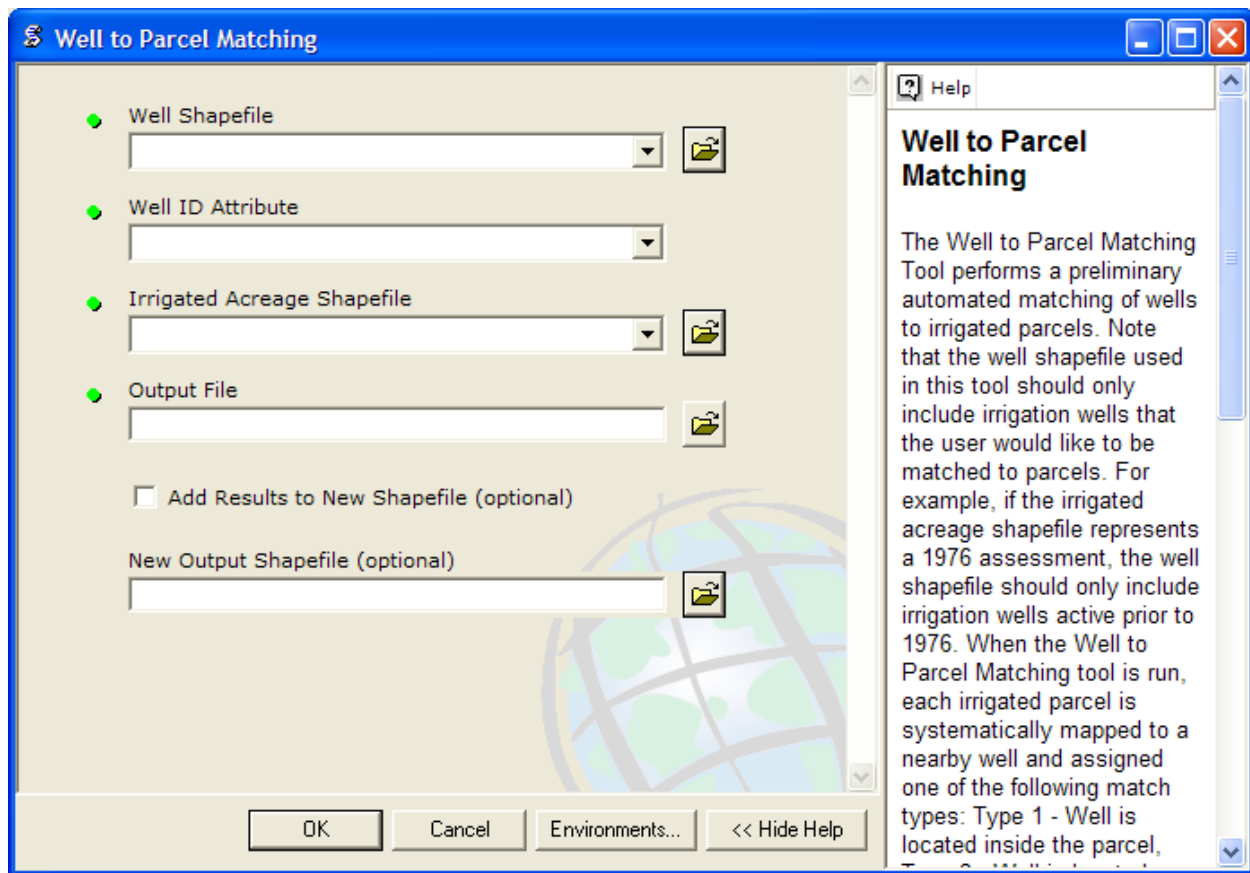 Well to Parcel Matching
Well Shapefile
Well ID Attribute
Irrigated Acreage Shapefile
Output File
Add Results to New Shapefile (optional)
New Output Shapefile (optional)
OK
Cancel
Environments...
<< Hide Help
Help
Well to Parcel
Matching
The Well to Parcel Matching
Tool performs a preliminary
automated matching of wells
to irrigated parcels. Note
that the well shapefile used
in this tool should only
include irrigation wells that
the user would like to be
matched to parcels. For
example, if the irrigated
acreage shapefile represents
a 1976 assessment, the well
shapefile should only include
irrigation wells active prior to
1976. When the Well to
Parcel Matching tool is run,
each irrigated parcel is
systematically mapped to a
nearby well and assigned
one of the following match
types: Type 1 - Well is
located inside the parcel,